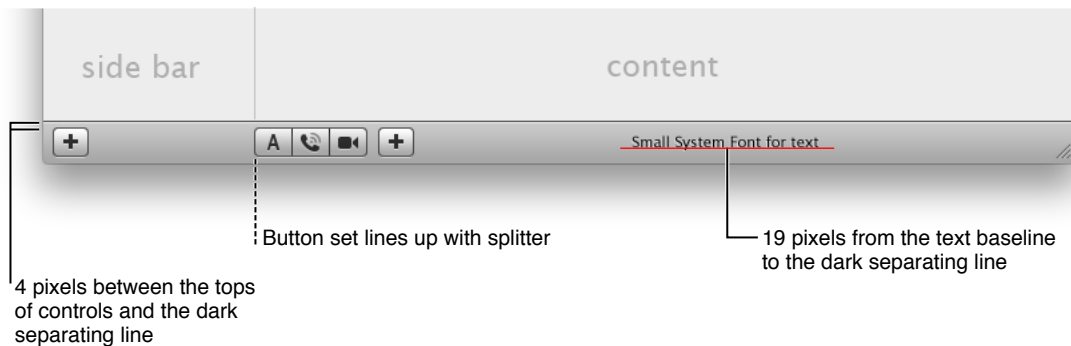 side bar
content
A
Small System Font for text
Button set lines up with splitter
19 pixels from the text baseline
to the dark separating line
4 pixels between the tops
of controls and the dark
separating line